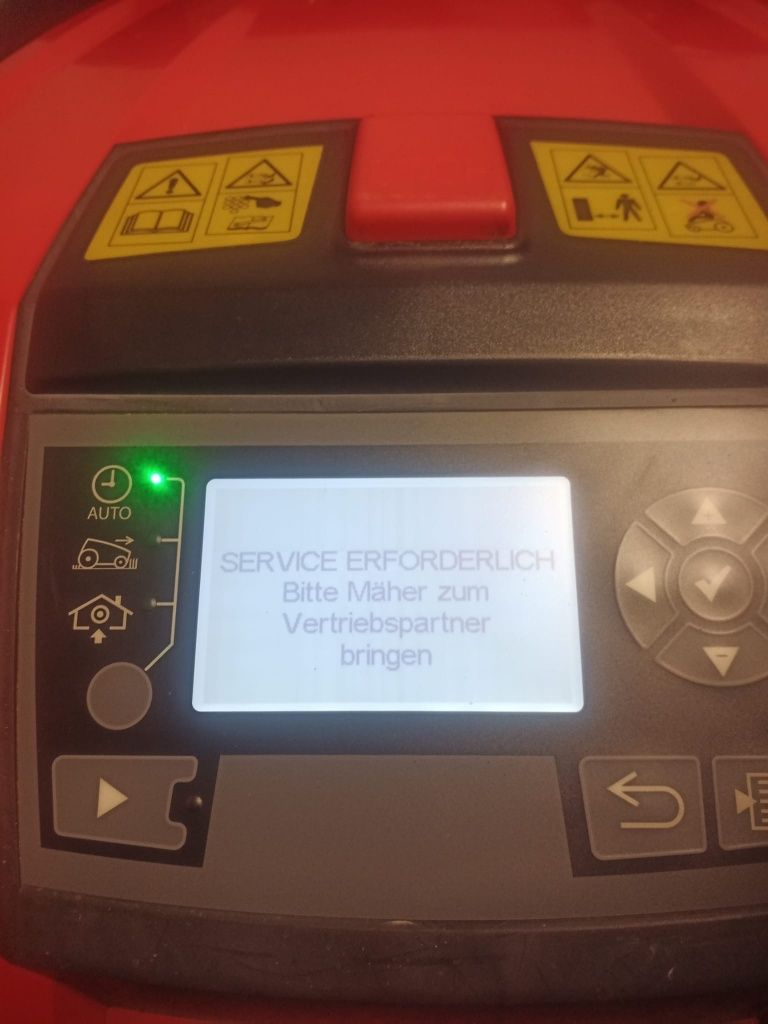 AUTO
SERVICE ERFORDERLICH
Bitte Mäher zum
Vertriebspartner
bringen